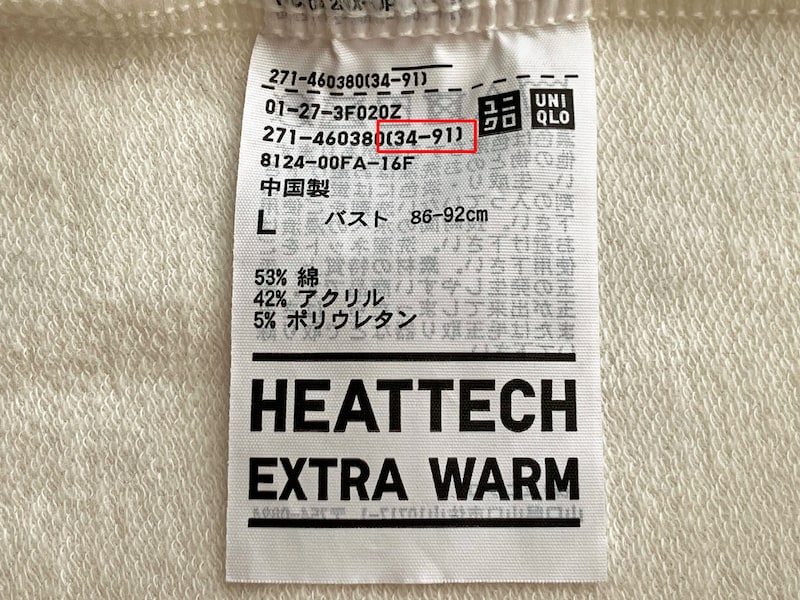 271-460380(34-91)
01-27-3F020Z
ユニ
クロ
UNI
QLO
271-460380(34-91)
8124-00FA-16F
中国製
L バスト 86-92cm
53% 綿
42% アクリル
5% ポリウレタン
HEATTECH
EXTRA WARM